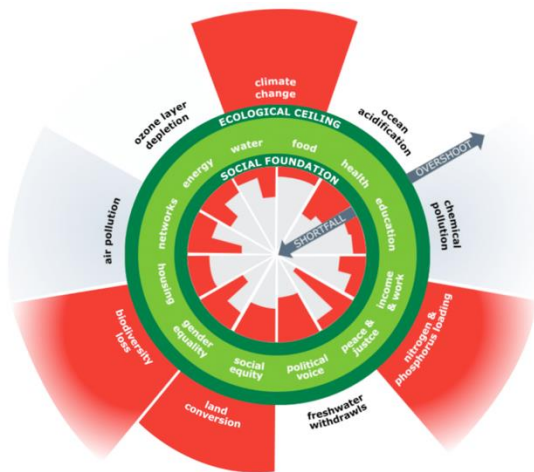 climate
change
ozone layer
depletion
ocean
acidification
ECOLOGICAL CEILING
OVERSHOOT
water
food
energy
health
SOCIAL FOUNDATION
networks
education
SHORTFALL
air pollution
chemical
pollution
housing
income
& work
gender
equality
peace &
justce
social
equity
political
voice
biodiversity
loss
nitrogen &
phosphorus loading
land
conversion
freshwater
withdrawls